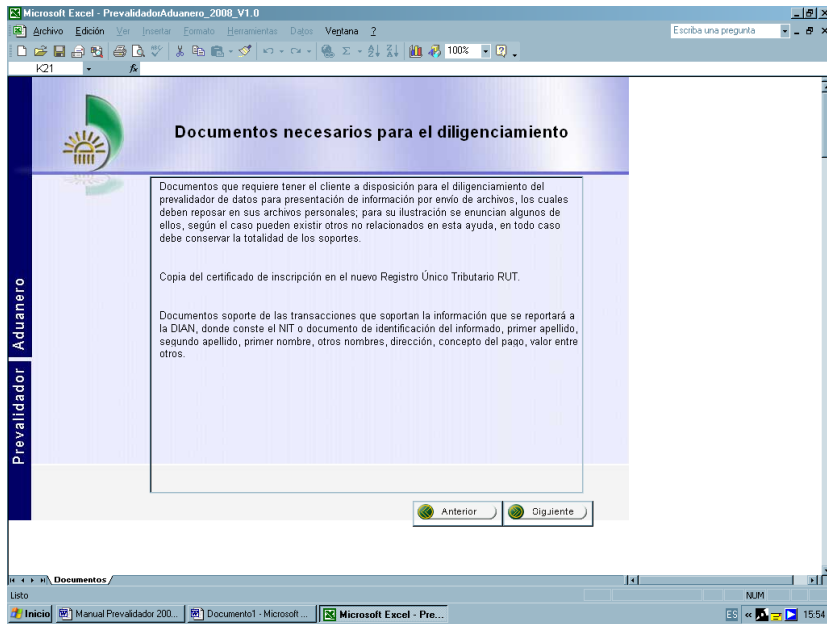 Microsoft Excel - PrevalidadorAduanero_2008_V1.0
Archivo Edición Ver Insertar Formato Herramientas Datos Ventana ? Escriba una pregunta
100%
K21 fx
Documentos necesarios para el diligenciamiento
Documentos que requiere tener el cliente a disposición para el diligenciamiento del
prevalidador de datos para presentación de información por envío de archivos, los cuales
deben reposar en sus archivos personales; para su ilustración se enuncian algunos de
ellos, según el caso pueden existir otros no relacionados en esta ayuda, en todo caso
debe conservar la totalidad de los soportes.
Copia del certificado de inscripción en el nuevo Registro Único Tributario RUT.
Documentos soporte de las transacciones que soportan la información que se reportará a
la DIAN, donde conste el NIT o documento de identificación del informado, primer apellido,
segundo apellido, primer nombre, otros nombres, dirección, concepto del pago, valor entre
otros.
Prevalidador Aduanero
Anterior Siguiente
Documentos
Listo NUM
Inicio Manual Prevalidador 200... Documento1 - Microsoft ... Microsoft Excel - Pre... ES 15:54